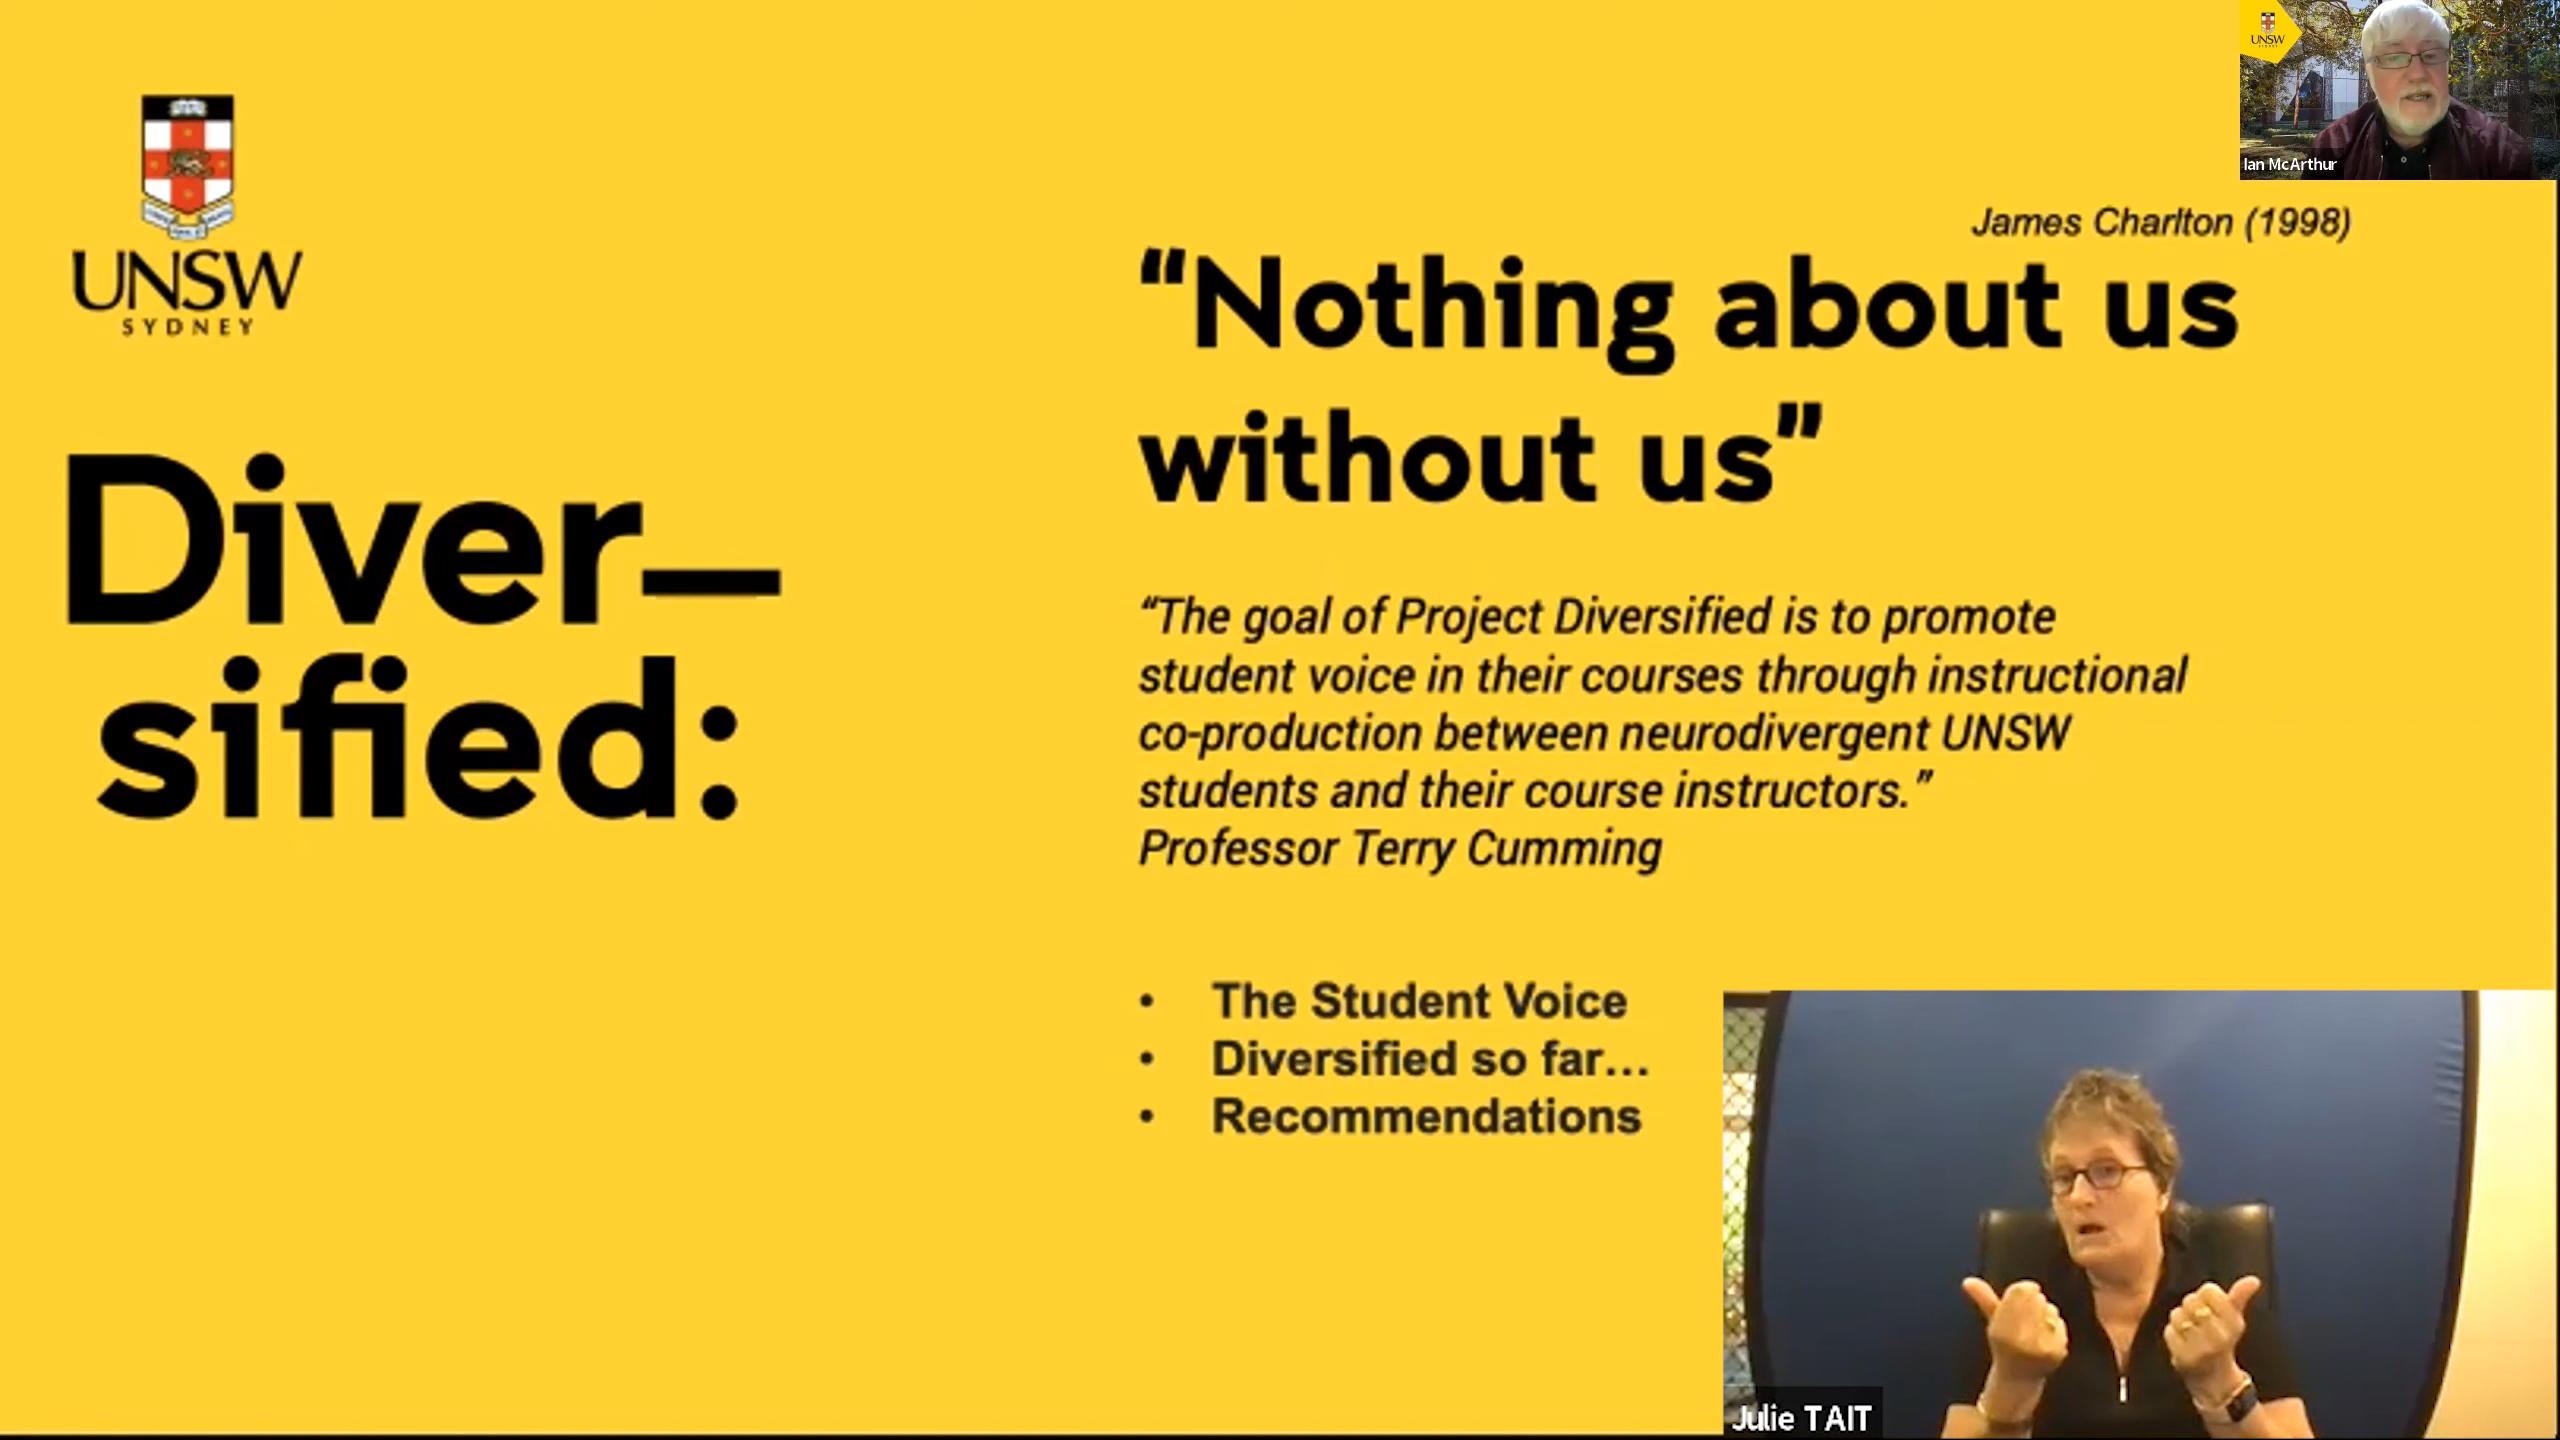 UNSW
SYDNEY
Diver–
sified:
James Charlton (1998)
“Nothing about us
without us”
“The goal of Project Diversified is to promote
student voice in their courses through instructional
co-production between neurodivergent UNSW
students and their course instructors.”
Professor Terry Cumming
• The Student Voice
• Diversified so far…
• Recommendations
UNSW
SYDNEY
Ian McArthur
Julie TAIT